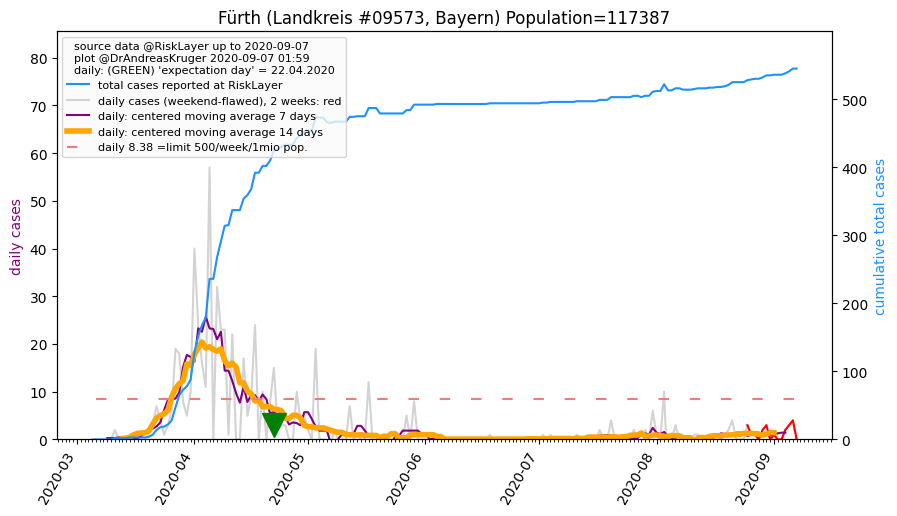 Fürth (Landkreis #09573, Bayern) Population=117387
source data @RiskLayer up to 2020-09-07
plot @DrAndreasKruger 2020-09-07 01:59
daily: (GREEN) 'expectation day' = 22.04.2020
total cases reported at RiskLayer
daily cases (weekend-flawed), 2 weeks: red
daily: centered moving average 7 days
daily: centered moving average 14 days
daily 8.38 =limit 500/week/1mio pop.
daily cases
80
70
60
50
40
30
20
10
0
cumulative total cases
500
400
300
200
100
0
2020-03
2020-04
2020-05
2020-06
2020-07
2020-08
2020-09